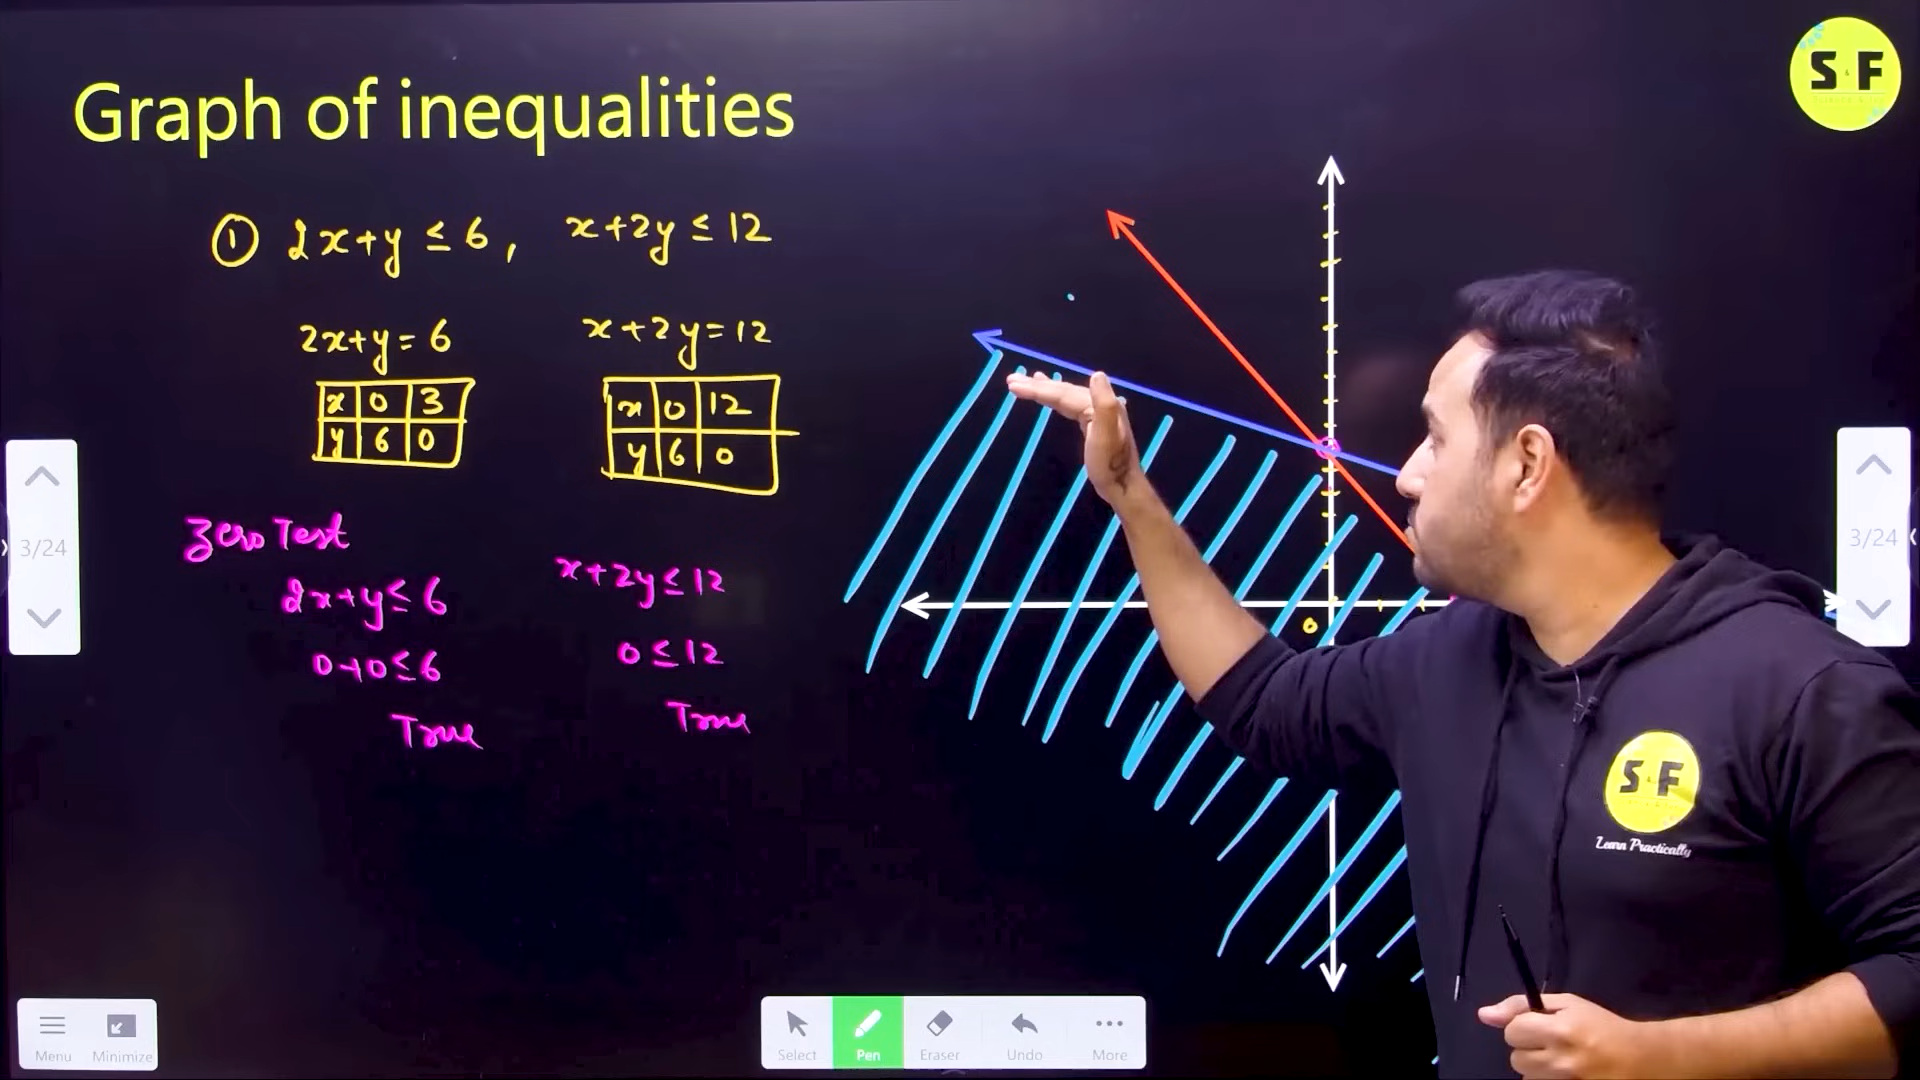 S&F
Graph of inequalities
① 2x+y ≤ 6, x+2y ≤ 12
2x+y = 6
x+2y = 12
x 0 3
y 6 0
x 0 12
y 6 0
Zero Test
2x+y ≤ 6
0+0 ≤ 6
True
x+2y ≤ 12
0 ≤ 12
True
0
3/24
3/24
S&F
Learn Practically
Menu Minimize
Select Pen Eraser Undo More